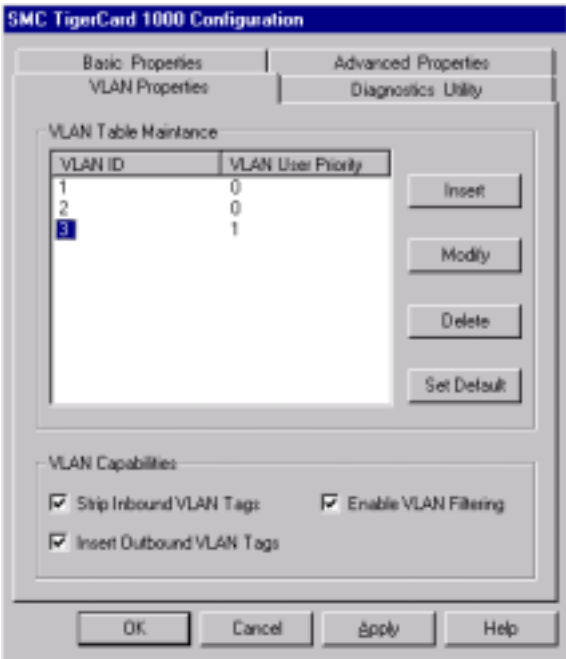 SMC TigerCard 1000 Configuration
Basic Properties Advanced Properties
VLAN Properties Diagnostics Utility
VLAN Table Maintance
VLAN ID VLAN User Priority
1 0
2 0
3 1
Insert
Modify
Delete
Set Default
VLAN Capabilities
Strip Inbound VLAN Tags Enable VLAN Filtering
Insert Outbound VLAN Tags
OK Cancel Apply Help